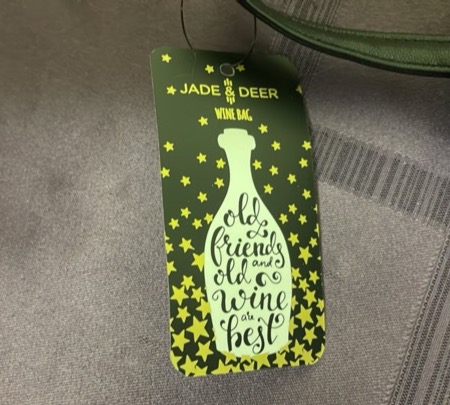 JADE & DEER
WINE BAG
old
friends
and
old
wine
are
best